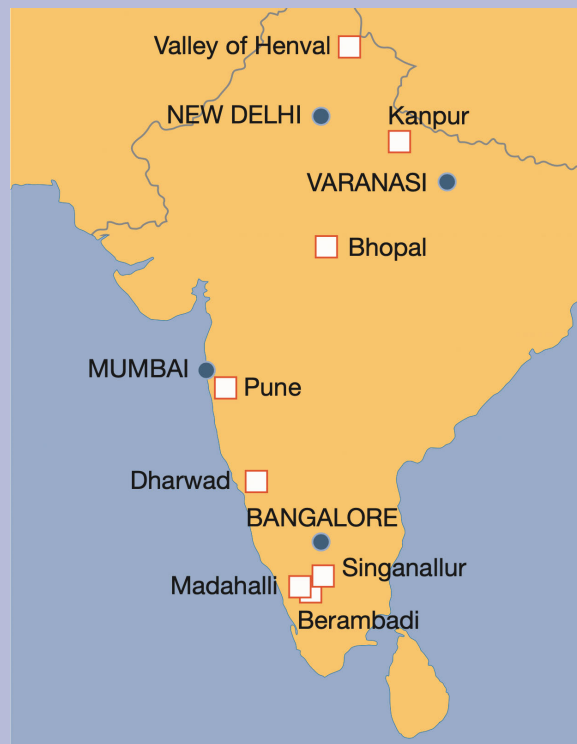 Valley of Henval
NEW DELHI
Kanpur
VARANASI
Bhopal
MUMBAI
Pune
Dharwad
BANGALORE
Singanallur
Madahalli
Berambadi